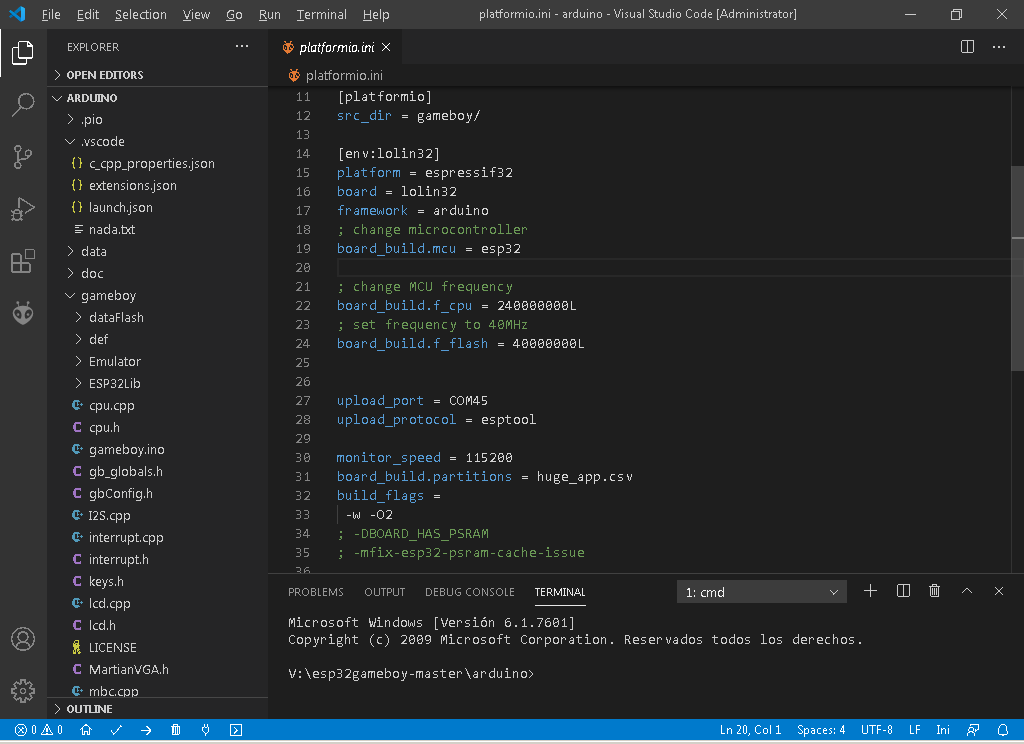 File Edit Selection View Go Run Terminal Help platformio.ini - arduino - Visual Studio Code [Administrator]
EXPLORER
OPEN EDITORS
ARDUINO
.pio
.vscode
{} c_cpp_properties.json
{} extensions.json
{} launch.json
nada.txt
data
doc
gameboy
dataFlash
def
Emulator
ESP32Lib
cpu.cpp
C cpu.h
gameboy.ino
C gb_globals.h
C gbConfig.h
I2S.cpp
interrupt.cpp
C interrupt.h
C keys.h
lcd.cpp
C lcd.h
LICENSE
C MartianVGA.h
mbc.cpp
OUTLINE
platformio.ini
platformio.ini
11 [platformio]
12 src_dir = gameboy/
13
14 [env:lolin32]
15 platform = espressif32
16 board = lolin32
17 framework = arduino
18 ; change microcontroller
19 board_build.mcu = esp32
20
21 ; change MCU frequency
22 board_build.f_cpu = 240000000L
23 ; set frequency to 40MHz
24 board_build.f_flash = 40000000L
25
26
27 upload_port = COM45
28 upload_protocol = esptool
29
30 monitor_speed = 115200
31 board_build.partitions = huge_app.csv
32 build_flags =
33 -w -O2
34 ; -DBOARD_HAS_PSRAM
35 ; -mfix-esp32-psram-cache-issue
36
PROBLEMS OUTPUT DEBUG CONSOLE TERMINAL 1: cmd
Microsoft Windows [Versión 6.1.7601]
Copyright (c) 2009 Microsoft Corporation. Reservados todos los derechos.
V:\esp32gameboy-master\arduino>
0 0 Ln 20, Col 1 Spaces: 4 UTF-8 LF Ini